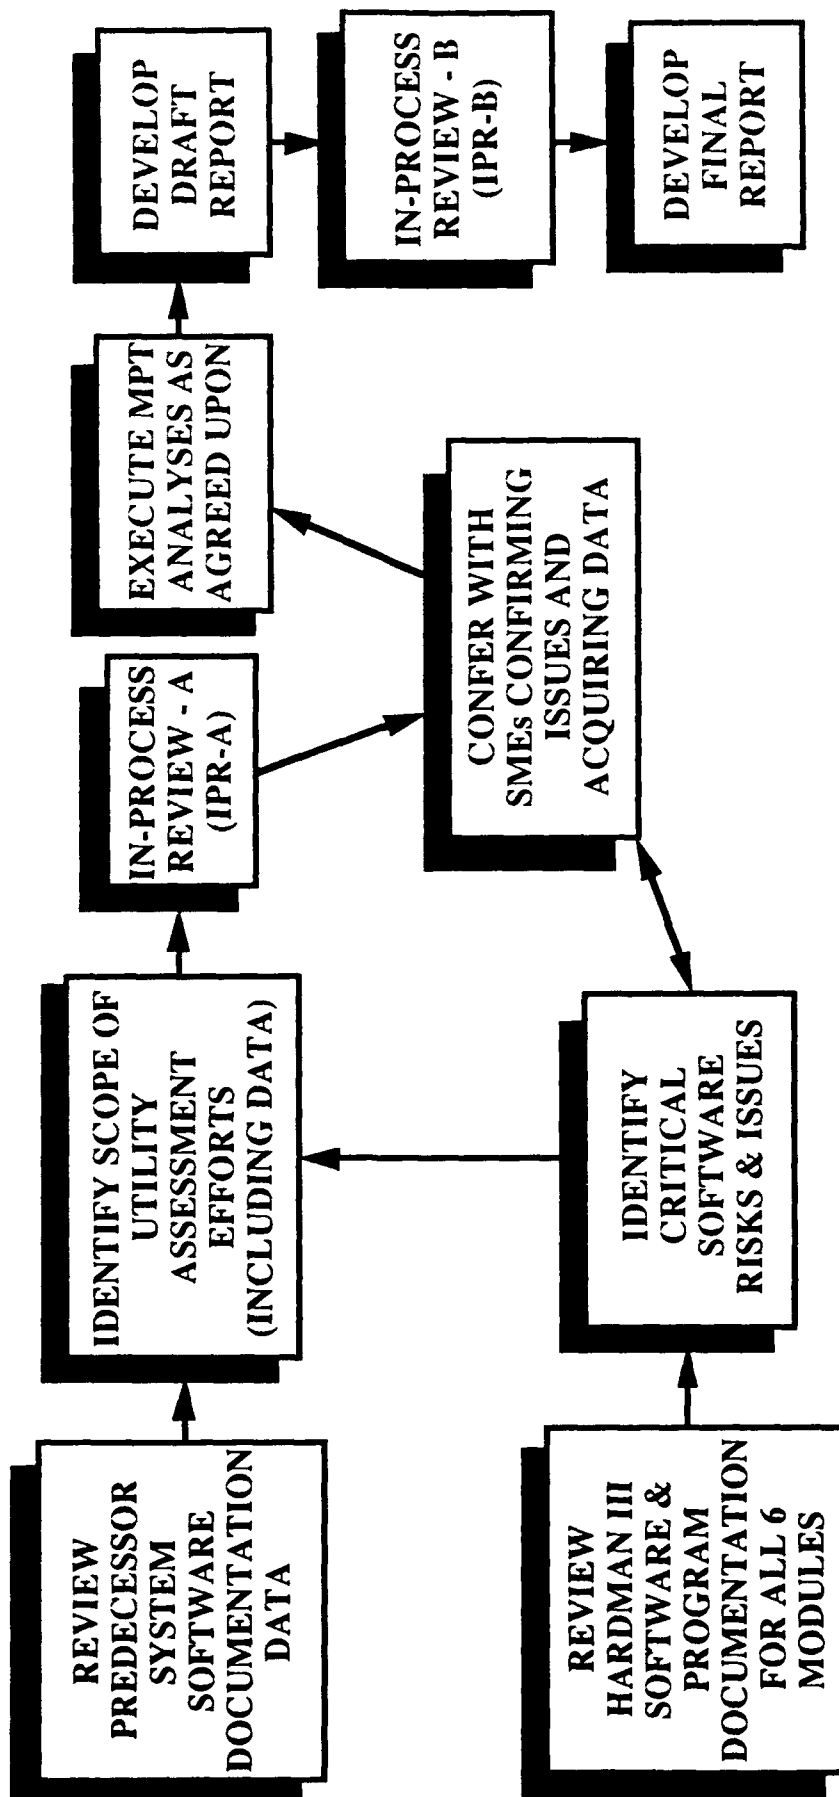 REVIEW
PREDECESSOR
SYSTEM
SOFTWARE
DOCUMENTATION
DATA
IDENTIFY SCOPE OF
UTILITY
ASSESSMENT
EFFORTS
(INCLUDING DATA)
IN-PROCESS
REVIEW - A
(IPR-A)
EXECUTE MPT
ANALYSES AS
AGREED UPON
DEVELOP
DRAFT
REPORT
REVIEW
HARDMAN III
SOFTWARE &
PROGRAM
DOCUMENTATION
FOR ALL 6
MODULES
IDENTIFY
CRITICAL
SOFTWARE
RISKS & ISSUES
CONFER WITH
SMEs CONFIRMING
ISSUES AND
ACQUIRING DATA
IN-PROCESS
REVIEW - B
(IPR-B)
DEVELOP
FINAL
REPORT